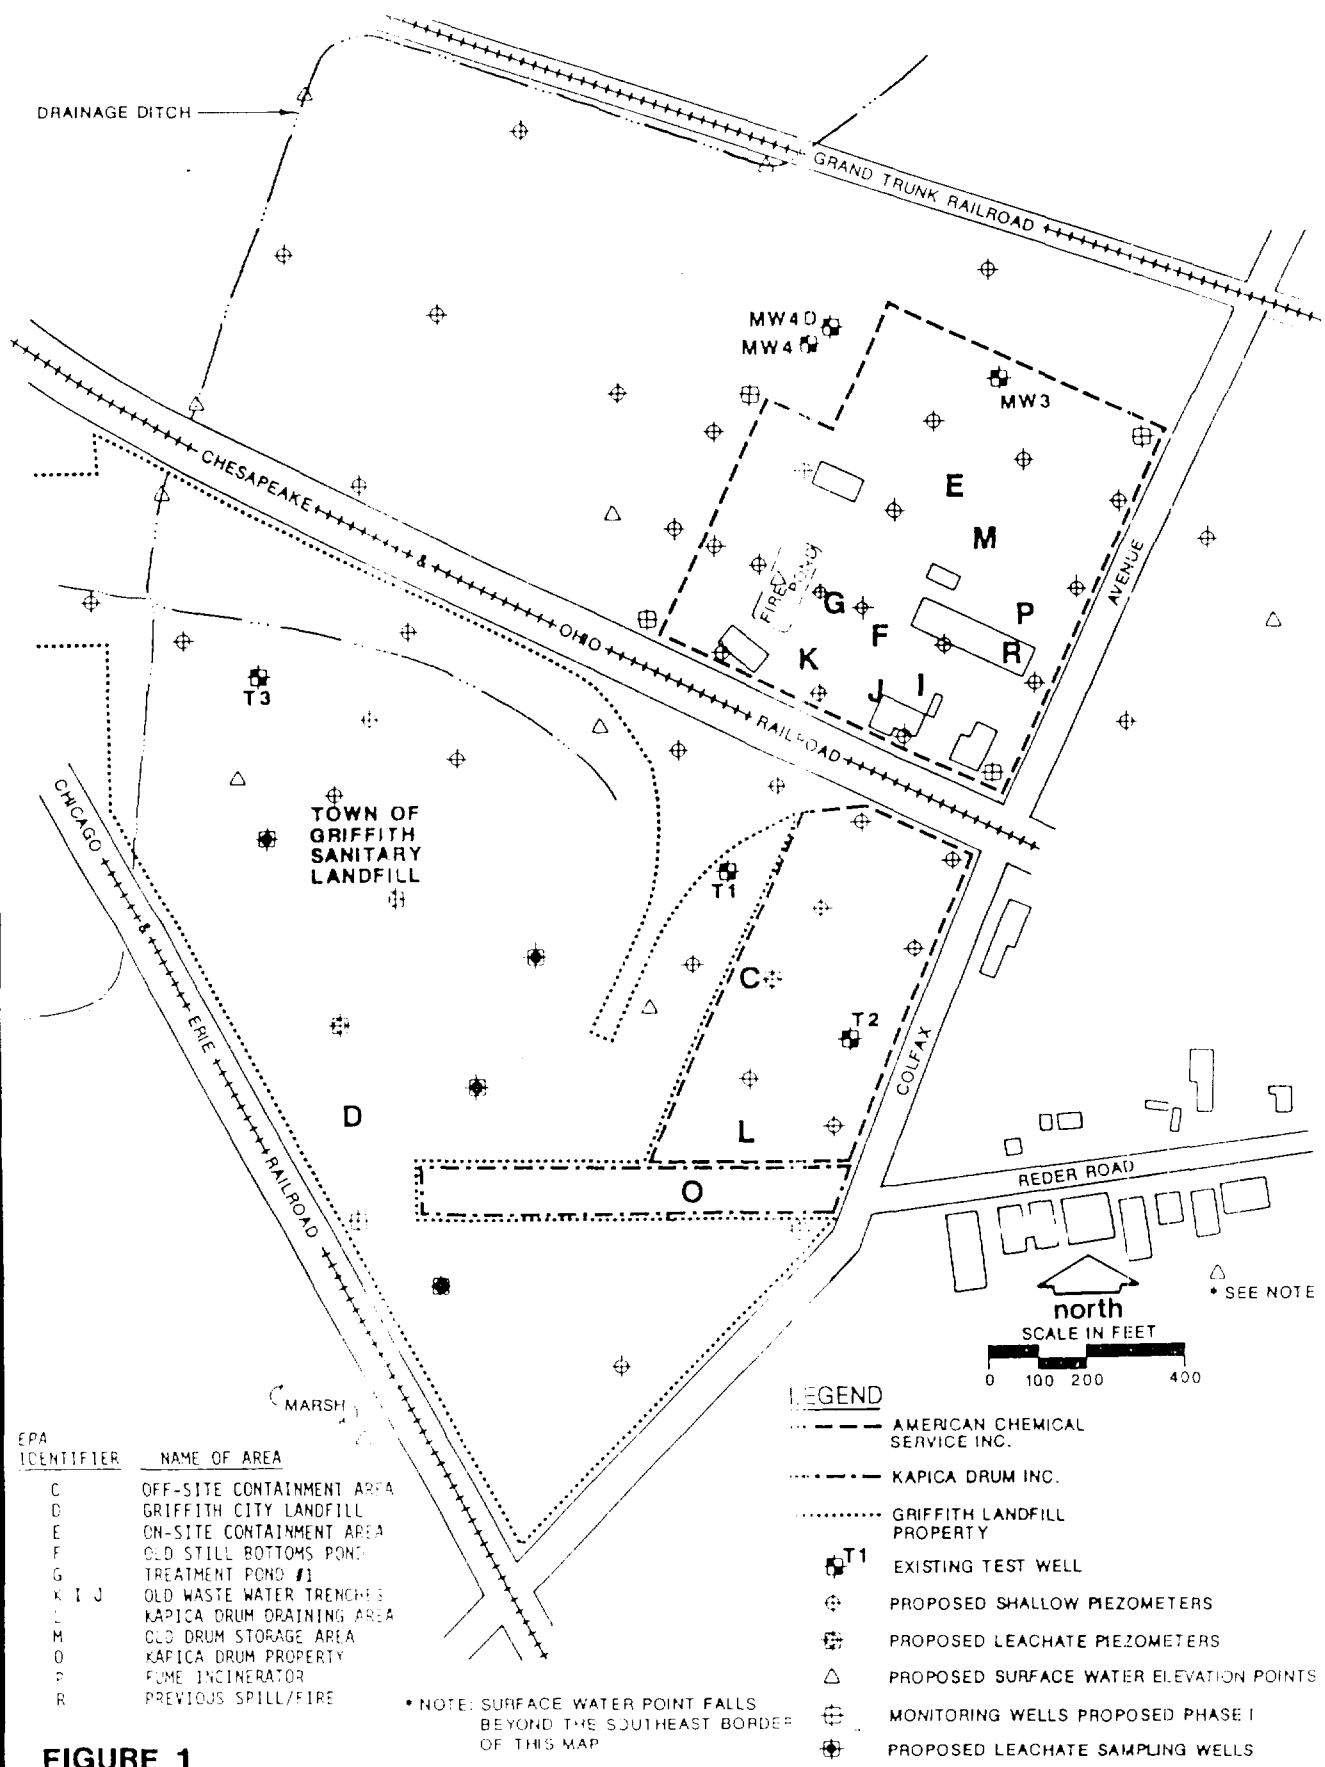 DRAINAGE DITCH
GRAND TRUNK RAILROAD
MW4D
MW4
MW3
CHESAPEAKE & OHIO RAILROAD
E
M
AVENUE
FIRE POND
G
F
P
R
K
J
I
T3
CHICAGO & ERIE RAILROAD
TOWN OF
GRIFFITH
SANITARY
LANDFILL
T1
C
T2
COLFAX
D
L
O
REDER ROAD
* SEE NOTE
north
SCALE IN FEET
0 100 200 400
MARSH
EPA
IDENTIFIER NAME OF AREA
C OFF-SITE CONTAINMENT AREA
D GRIFFITH CITY LANDFILL
E ON-SITE CONTAINMENT AREA
F OLD STILL BOTTOMS POND
G TREATMENT POND #1
K I J OLD WASTE WATER TRENCHES
L KAPICA DRUM DRAINING AREA
M OLD DRUM STORAGE AREA
O KAPICA DRUM PROPERTY
P FUME INCINERATOR
R PREVIOUS SPILL/FIRE
LEGEND
AMERICAN CHEMICAL
SERVICE INC.
KAPICA DRUM INC.
GRIFFITH LANDFILL
PROPERTY
T1 EXISTING TEST WELL
PROPOSED SHALLOW PIEZOMETERS
PROPOSED LEACHATE PIEZOMETERS
PROPOSED SURFACE WATER ELEVATION POINTS
MONITORING WELLS PROPOSED PHASE I
PROPOSED LEACHATE SAMPLING WELLS
* NOTE: SURFACE WATER POINT FALLS
BEYOND THE SOUTHEAST BORDER
OF THIS MAP
FIGURE 1